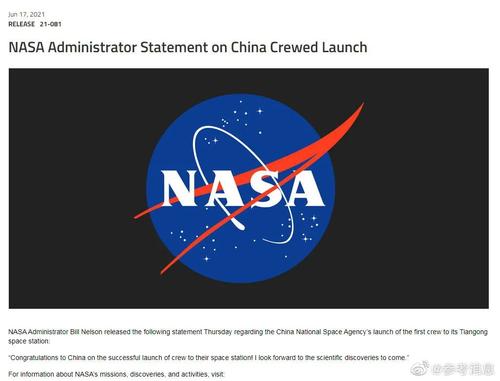 Jun 17, 2021
RELEASE 21-081
NASA Administrator Statement on China Crewed Launch
NASA
NASA Administrator Bill Nelson released the following statement Thursday regarding the China National Space Agency's launch of the first crew to its Tiangong
space station:
"Congratulations to China on the successful launch of crew to their space station! I look forward to the scientific discoveries to come."
For information about NASA's missions, discoveries, and activities, visit:
@参考消息